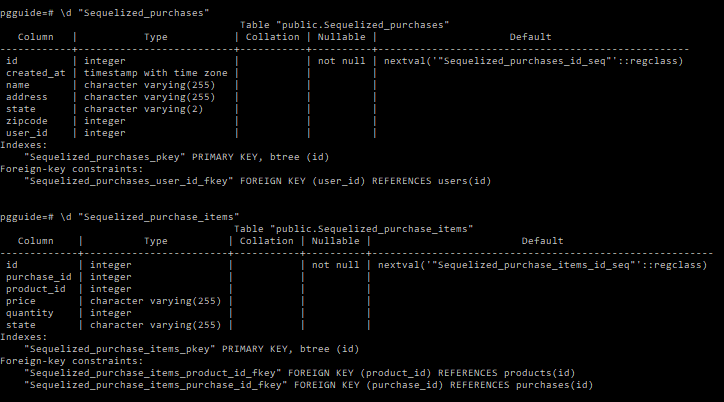 pgguide=# \d "Sequelized_purchases"
                                        Table "public.Sequelized_purchases"
   Column   |           Type           | Collation | Nullable |                      Default
------------+--------------------------+-----------+----------+----------------------------------------------------
 id         | integer                  |           | not null | nextval('"Sequelized_purchases_id_seq"'::regclass)
 created_at | timestamp with time zone |           |          |
 name       | character varying(255)   |           |          |
 address    | character varying(255)   |           |          |
 state      | character varying(2)     |           |          |
 zipcode    | integer                  |           |          |
 user_id    | integer                  |           |          |
Indexes:
    "Sequelized_purchases_pkey" PRIMARY KEY, btree (id)
Foreign-key constraints:
    "Sequelized_purchases_user_id_fkey" FOREIGN KEY (user_id) REFERENCES users(id)
pgguide=# \d "Sequelized_purchase_items"
                                       Table "public.Sequelized_purchase_items"
   Column    |          Type          | Collation | Nullable |                         Default
-------------+------------------------+-----------+----------+---------------------------------------------------------
 id          | integer                |           | not null | nextval('"Sequelized_purchase_items_id_seq"'::regclass)
 purchase_id | integer                |           |          |
 product_id  | integer                |           |          |
 price       | character varying(255) |           |          |
 quantity    | integer                |           |          |
 state       | character varying(255) |           |          |
Indexes:
    "Sequelized_purchase_items_pkey" PRIMARY KEY, btree (id)
Foreign-key constraints:
    "Sequelized_purchase_items_product_id_fkey" FOREIGN KEY (product_id) REFERENCES products(id)
    "Sequelized_purchase_items_purchase_id_fkey" FOREIGN KEY (purchase_id) REFERENCES purchases(id)